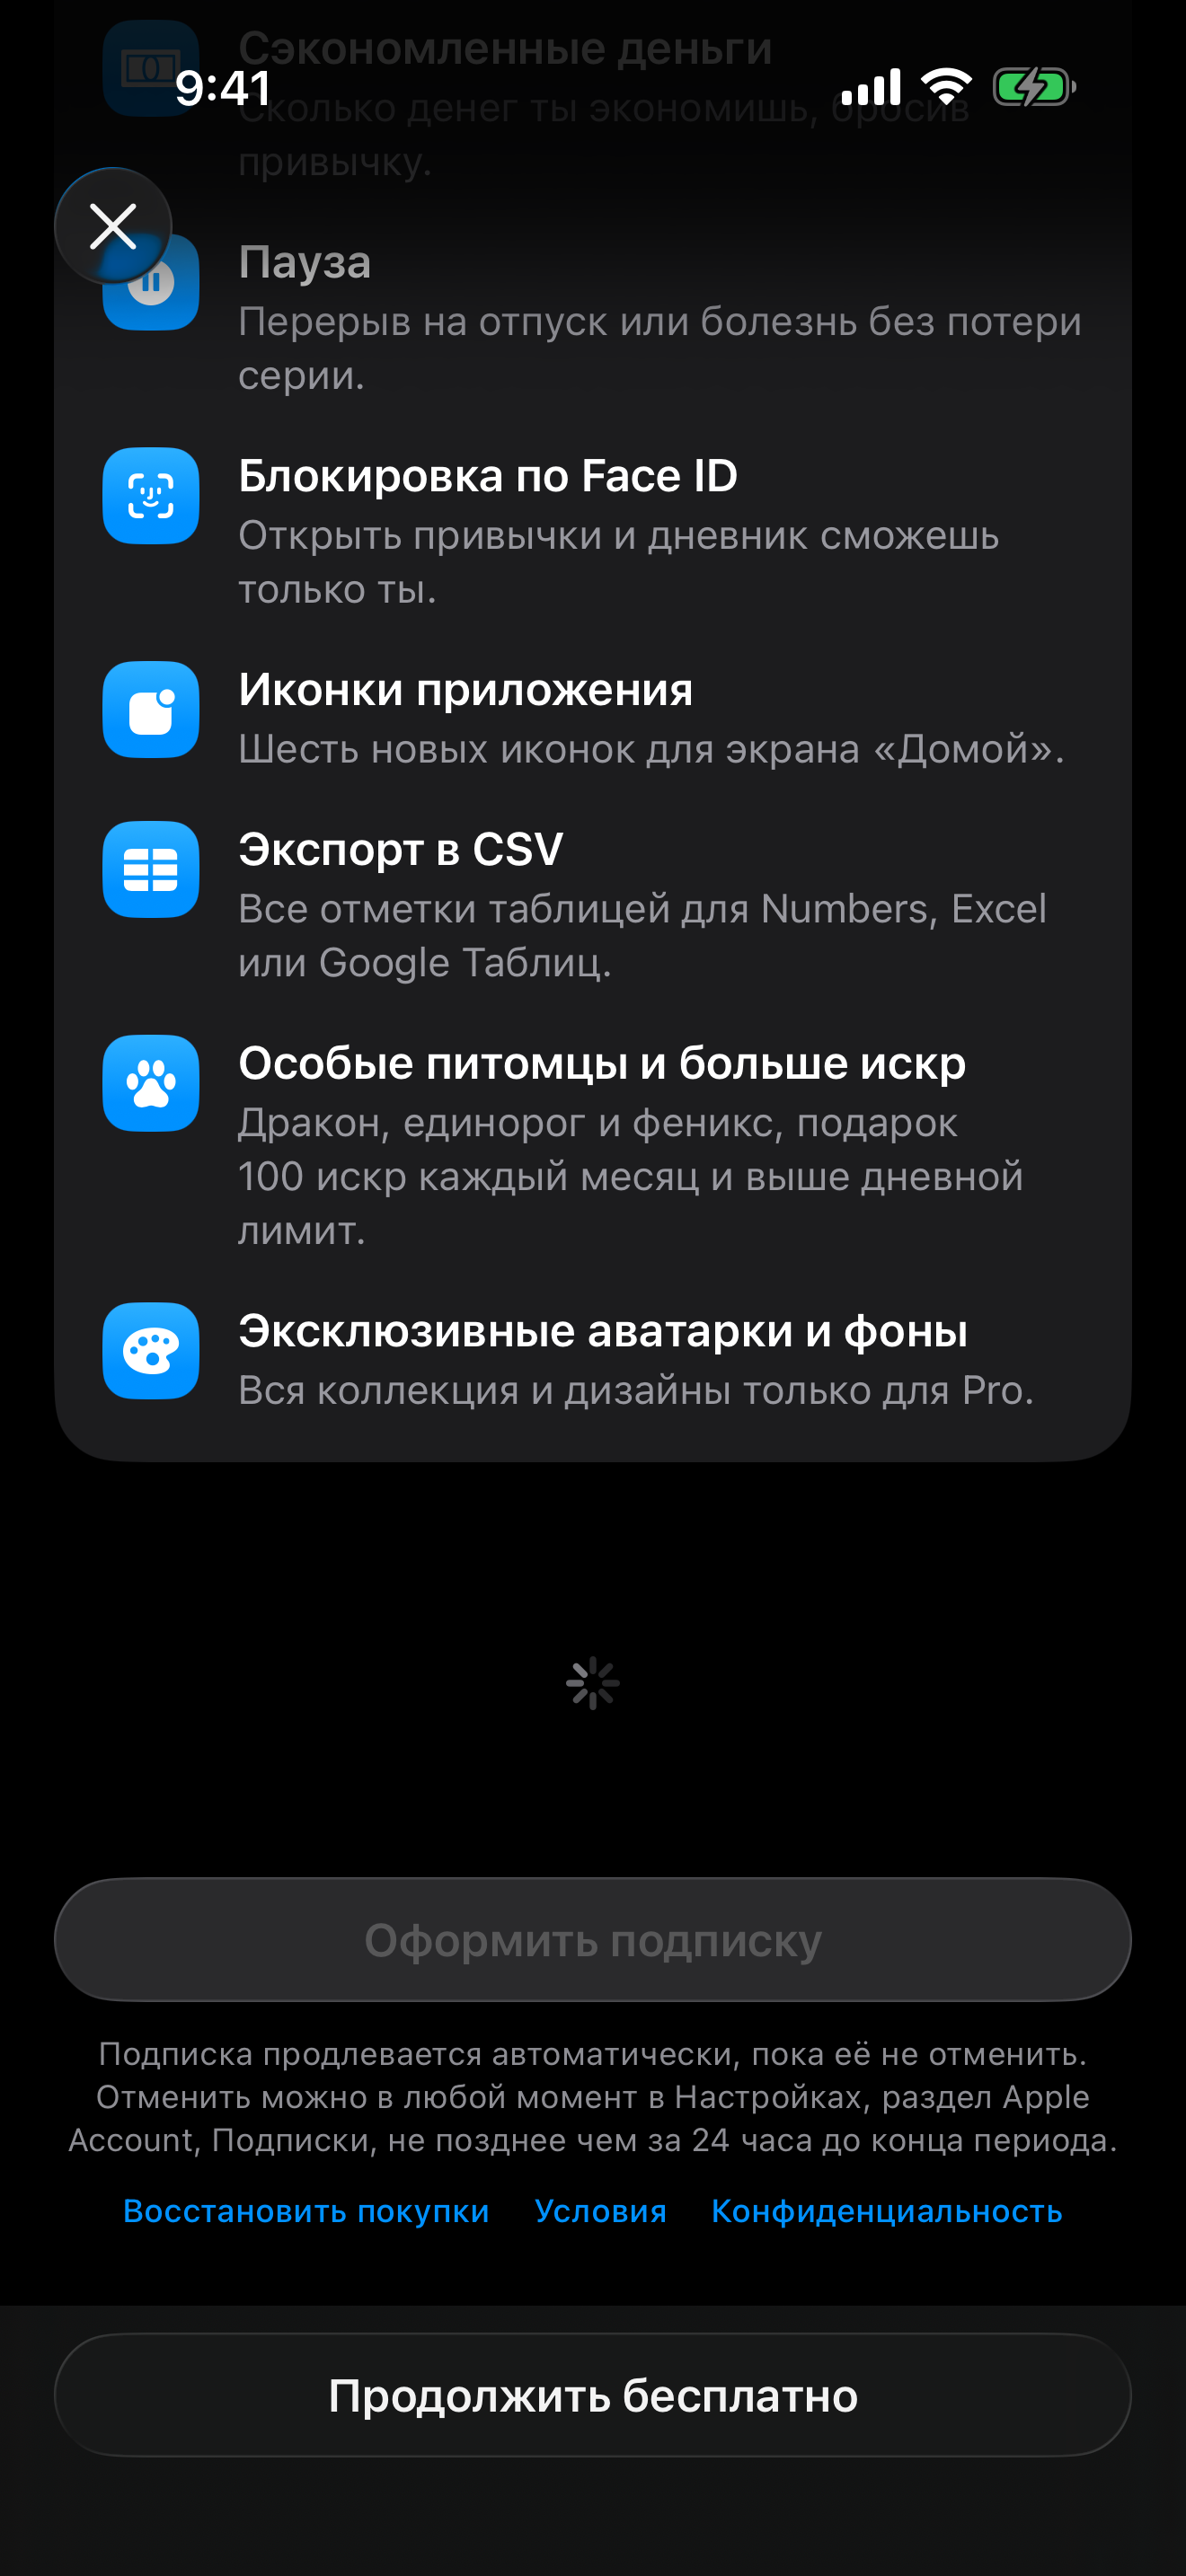 Сэкономленные деньги
9:41
Сколько денег ты экономишь, бросив
привычку.
Пауза
Перерыв на отпуск или болезнь без потери
серии.
Блокировка по Face ID
Открыть привычки и дневник сможешь
только ты.
Иконки приложения
Шесть новых иконок для экрана «Домой».
Экспорт в CSV
Все отметки таблицей для Numbers, Excel
или Google Таблиц.
Особые питомцы и больше искр
Дракон, единорог и феникс, подарок
100 искр каждый месяц и выше дневной
лимит.
Эксклюзивные аватарки и фоны
Вся коллекция и дизайны только для Pro.
Оформить подписку
Подписка продлевается автоматически, пока её не отменить.
Отменить можно в любой момент в Настройках, раздел Apple
Account, Подписки, не позднее чем за 24 часа до конца периода.
Восстановить покупки Условия Конфиденциальность
Продолжить бесплатно